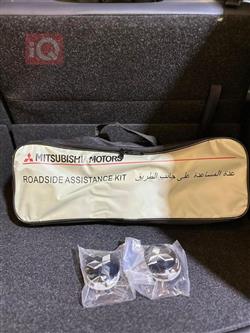 iQ
MITSUBISHI MOTORS
ROADSIDE ASSISTANCE KIT
عدة المساعدة على جانب الطريق